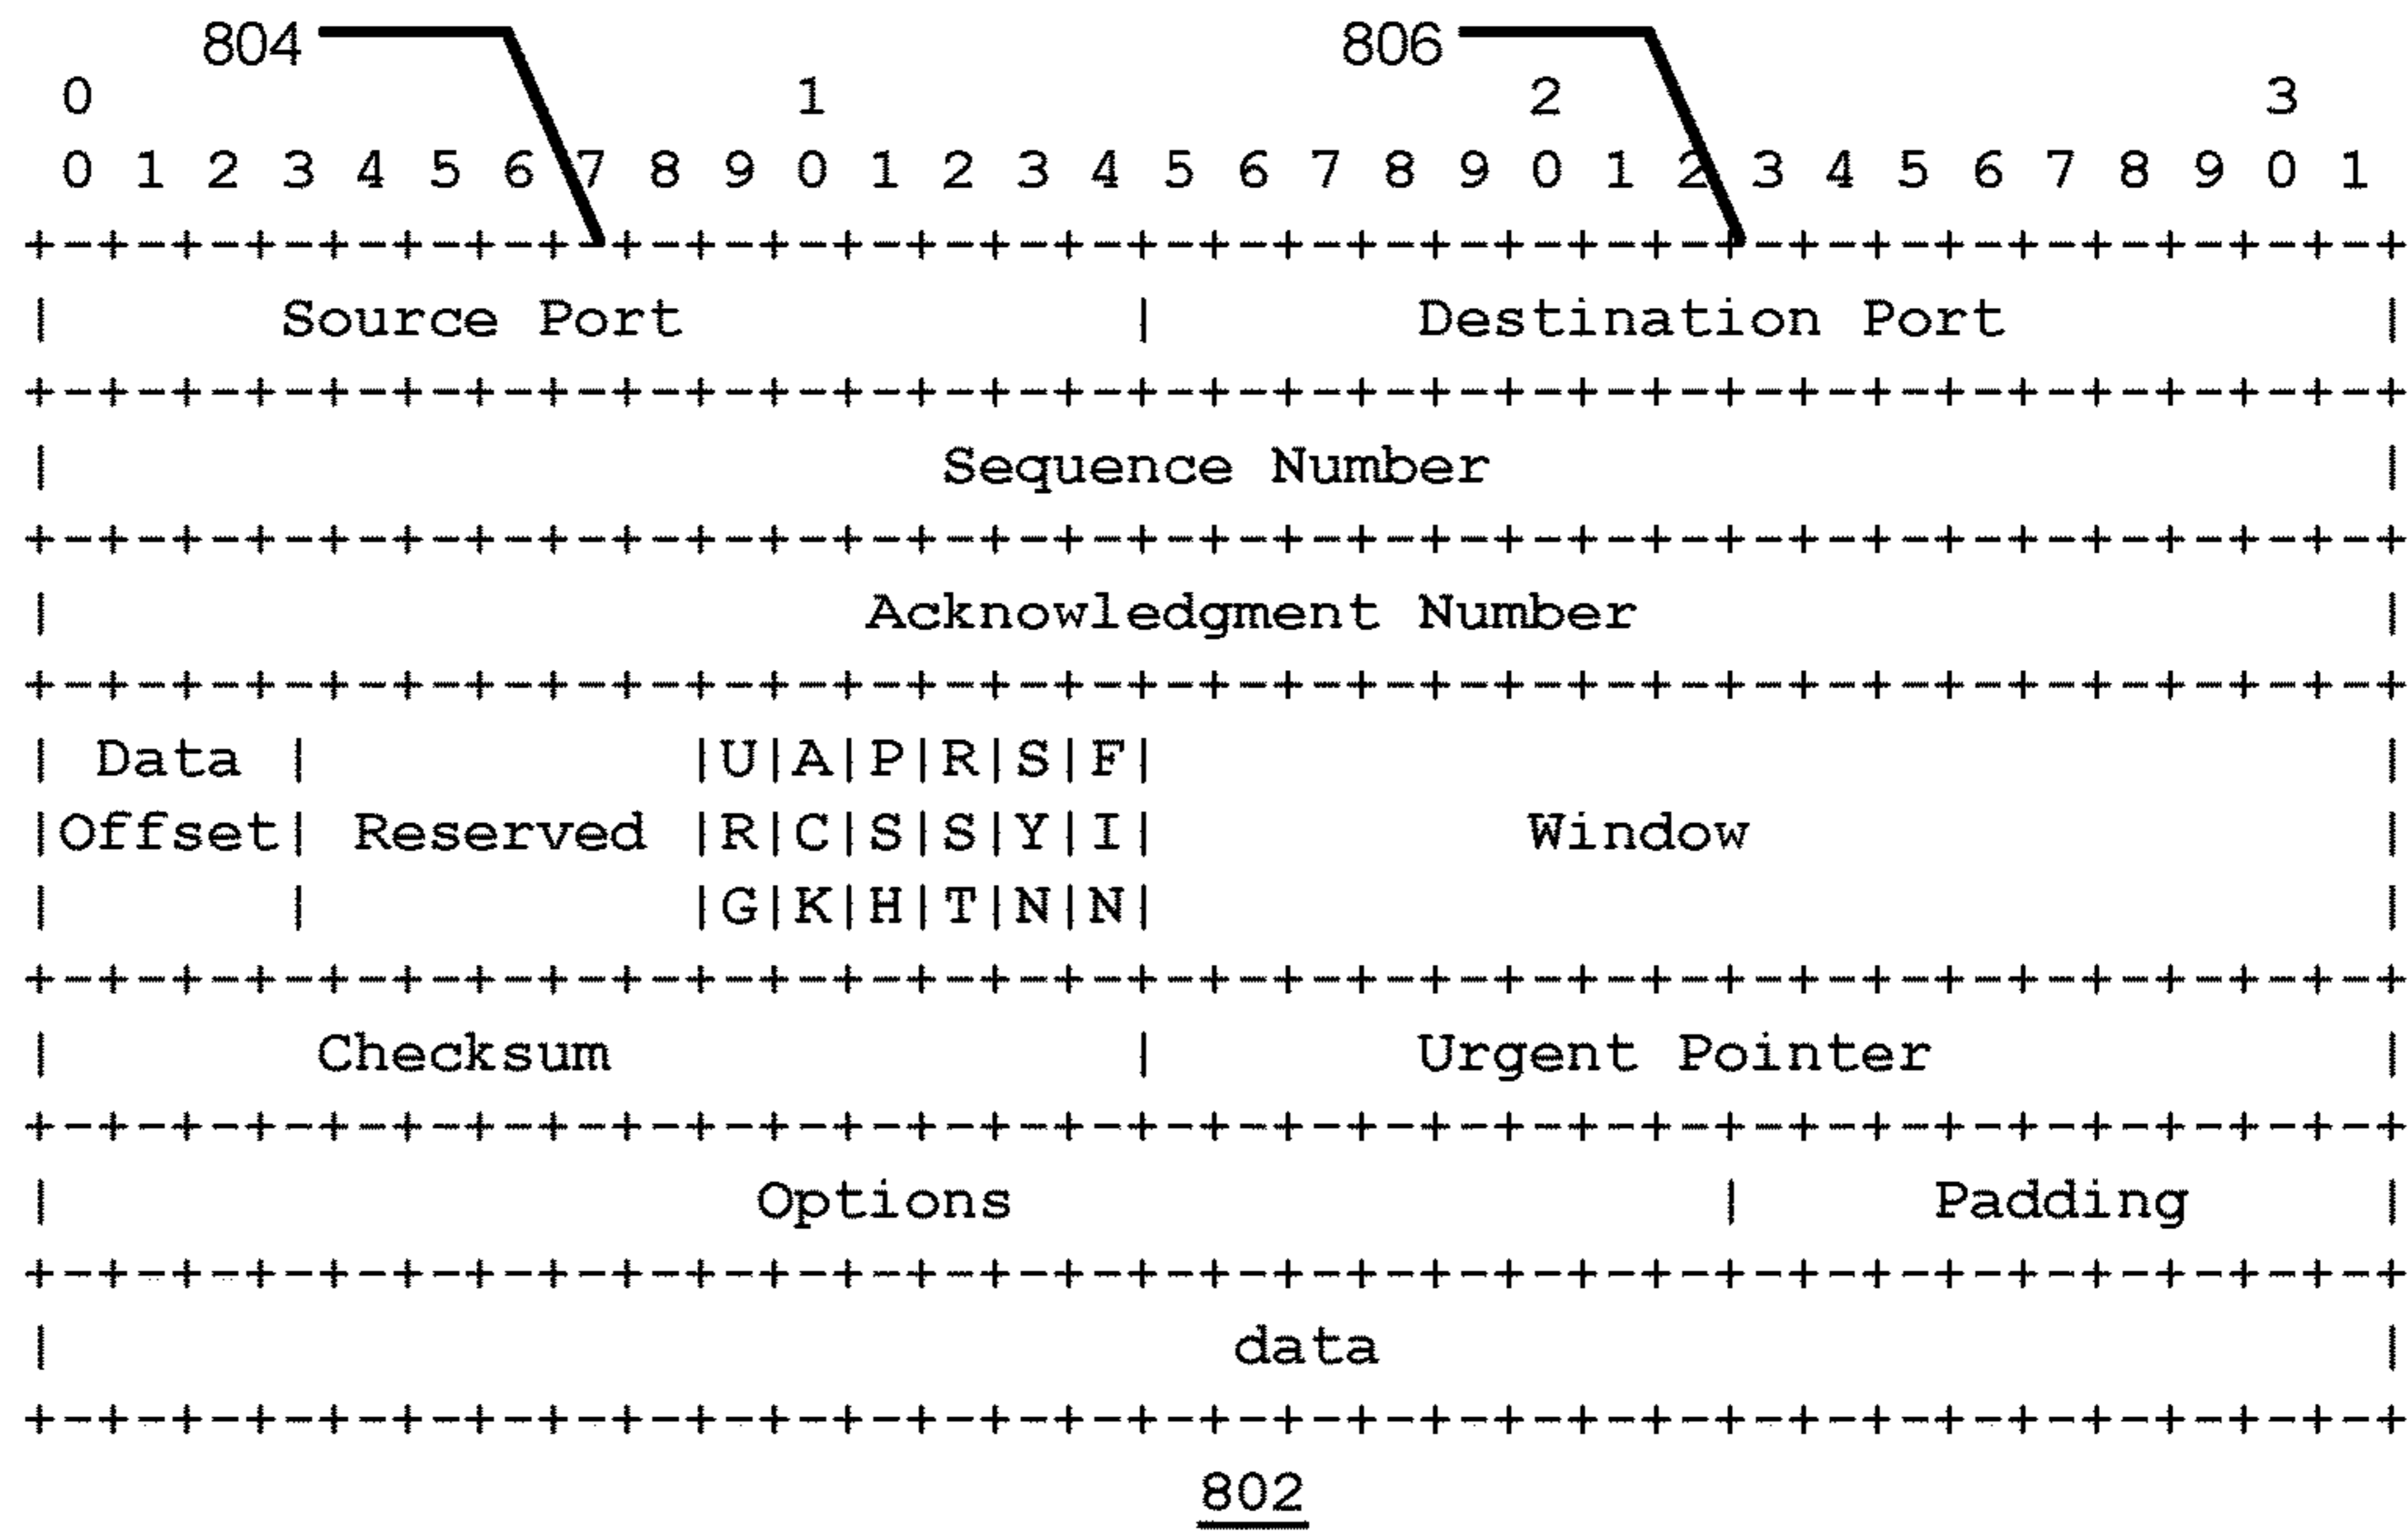 804 806
0 1 2 3
0 1 2 3 4 5 6 7 8 9 0 1 2 3 4 5 6 7 8 9 0 1 2 3 4 5 6 7 8 9 0 1
+-+-+-+-+-+-+-+-+-+-+-+-+-+-+-+-+-+-+-+-+-+-+-+-+-+-+-+-+-+-+-+-+
| Source Port | Destination Port |
+-+-+-+-+-+-+-+-+-+-+-+-+-+-+-+-+-+-+-+-+-+-+-+-+-+-+-+-+-+-+-+-+
| Sequence Number |
+-+-+-+-+-+-+-+-+-+-+-+-+-+-+-+-+-+-+-+-+-+-+-+-+-+-+-+-+-+-+-+-+
| Acknowledgment Number |
+-+-+-+-+-+-+-+-+-+-+-+-+-+-+-+-+-+-+-+-+-+-+-+-+-+-+-+-+-+-+-+-+
| Data | |U|A|P|R|S|F| |
|Offset| Reserved |R|C|S|S|Y|I| Window |
| | |G|K|H|T|N|N| |
+-+-+-+-+-+-+-+-+-+-+-+-+-+-+-+-+-+-+-+-+-+-+-+-+-+-+-+-+-+-+-+-+
| Checksum | Urgent Pointer |
+-+-+-+-+-+-+-+-+-+-+-+-+-+-+-+-+-+-+-+-+-+-+-+-+-+-+-+-+-+-+-+-+
| Options | Padding |
+-+-+-+-+-+-+-+-+-+-+-+-+-+-+-+-+-+-+-+-+-+-+-+-+-+-+-+-+-+-+-+-+
| data |
+-+-+-+-+-+-+-+-+-+-+-+-+-+-+-+-+-+-+-+-+-+-+-+-+-+-+-+-+-+-+-+-+
802